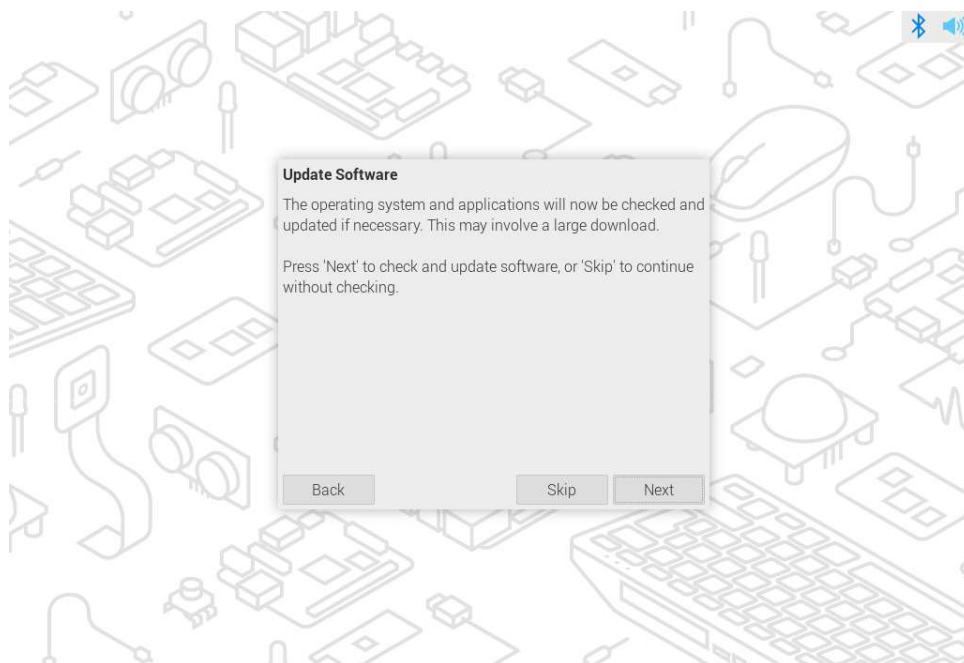 Update Software
The operating system and applications will now be checked and
updated if necessary. This may involve a large download.
Press 'Next' to check and update software, or 'Skip' to continue
without checking.
Back
Skip
Next